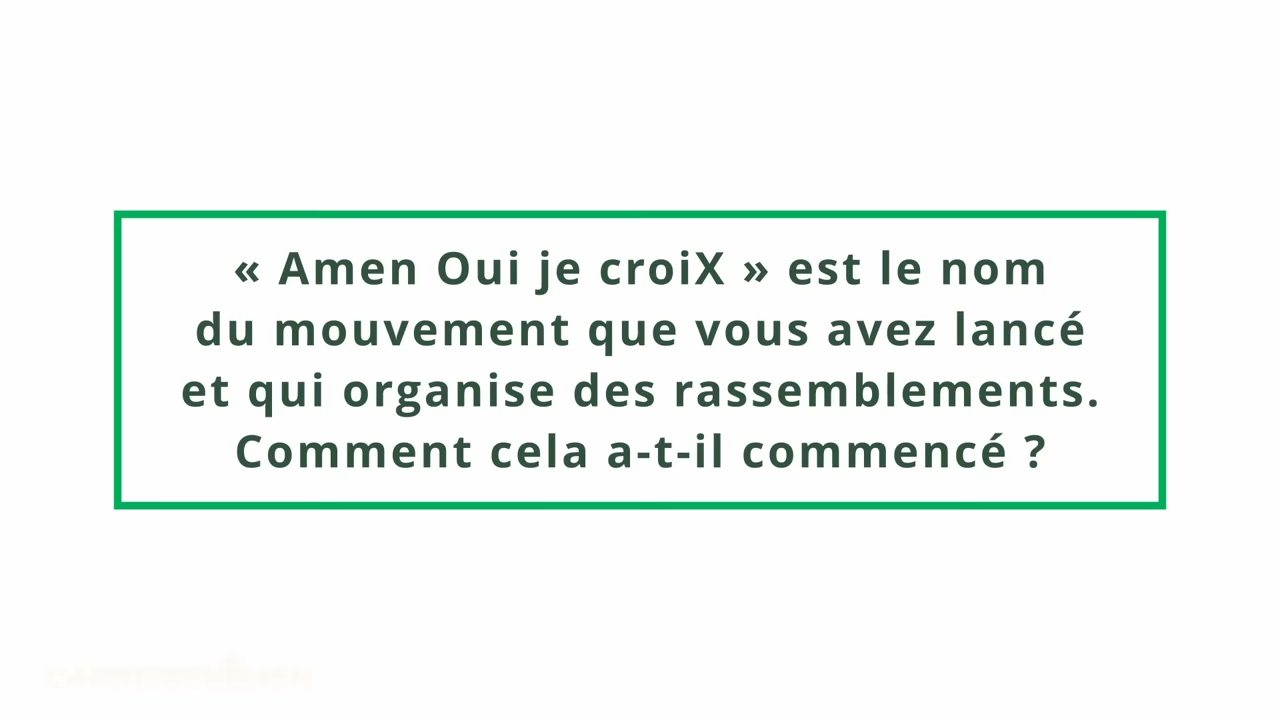 « Amen Oui je croiX » est le nom
du mouvement que vous avez lancé
et qui organise des rassemblements.
Comment cela a-t-il commencé ?